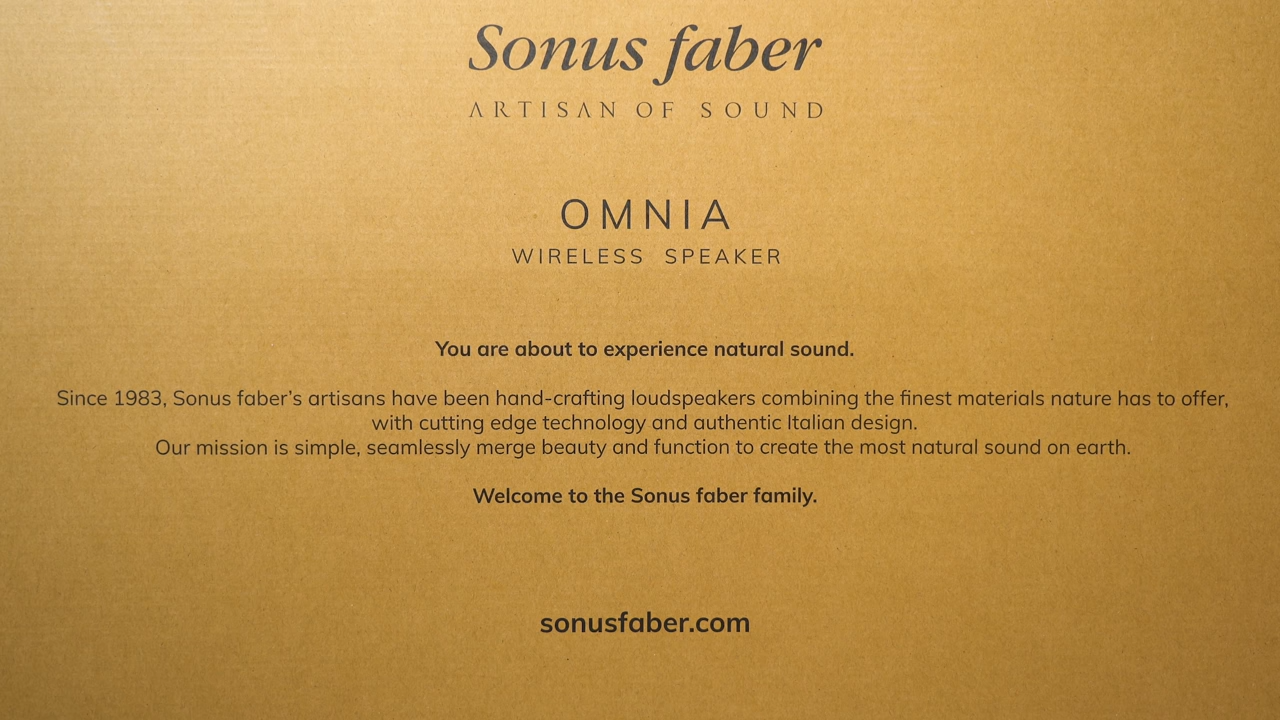 Sonus faber
ARTISAN OF SOUND
OMNIA
WIRELESS SPEAKER
You are about to experience natural sound.
Since 1983, Sonus faber’s artisans have been hand-crafting loudspeakers combining the finest materials nature has to offer,
with cutting edge technology and authentic Italian design.
Our mission is simple, seamlessly merge beauty and function to create the most natural sound on earth.
Welcome to the Sonus faber family.
sonusfaber.com